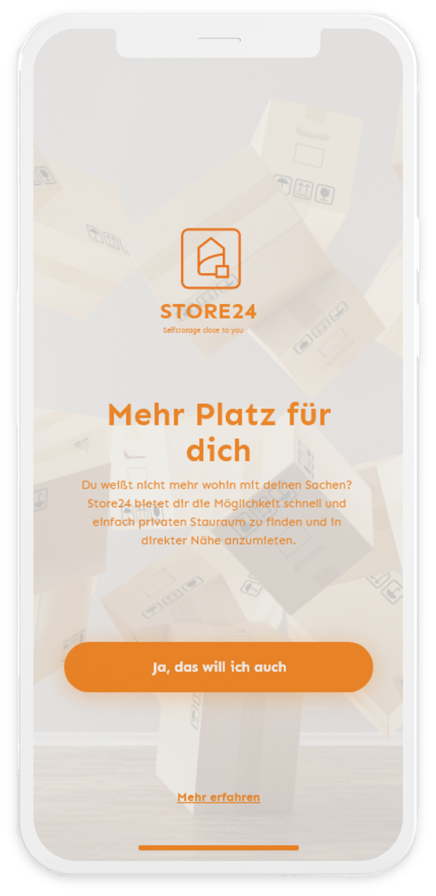 STORE24
Selfstorage close to you
Mehr Platz für
dich
Du weißt nicht mehr wohin mit deinen Sachen?
Store24 bietet dir die Möglichkeit schnell und
einfach privaten Stauraum zu finden und in
direkter Nähe anzumieten.
Ja, das will ich auch
Mehr erfahren